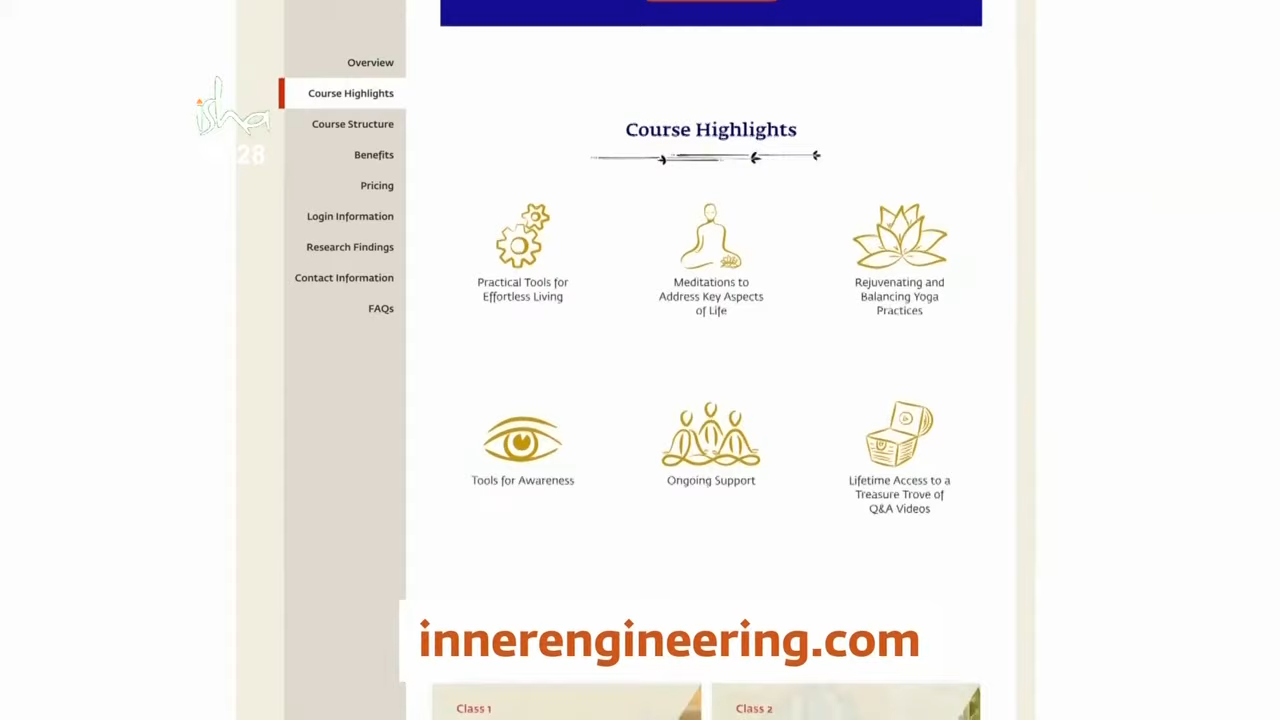 Overview
Course Highlights
Course Structure
Benefits
Pricing
Login Information
Research Findings
Contact Information
FAQs
isha
28
Course Highlights
Practical Tools for
Effortless Living
Meditations to
Address Key Aspects
of Life
Rejuvenating and
Balancing Yoga
Practices
Tools for Awareness
Ongoing Support
Lifetime Access to a
Treasure Trove of
Q&A Videos
innerengineering.com
Class 1
Class 2